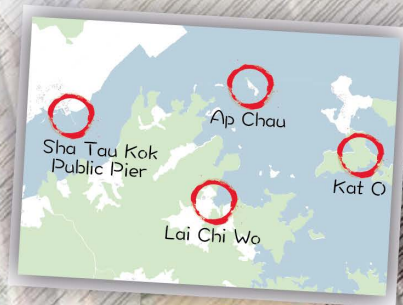 Ap Chau
Sha Tau Kok
Public Pier
Kat O
Lai Chi Wo